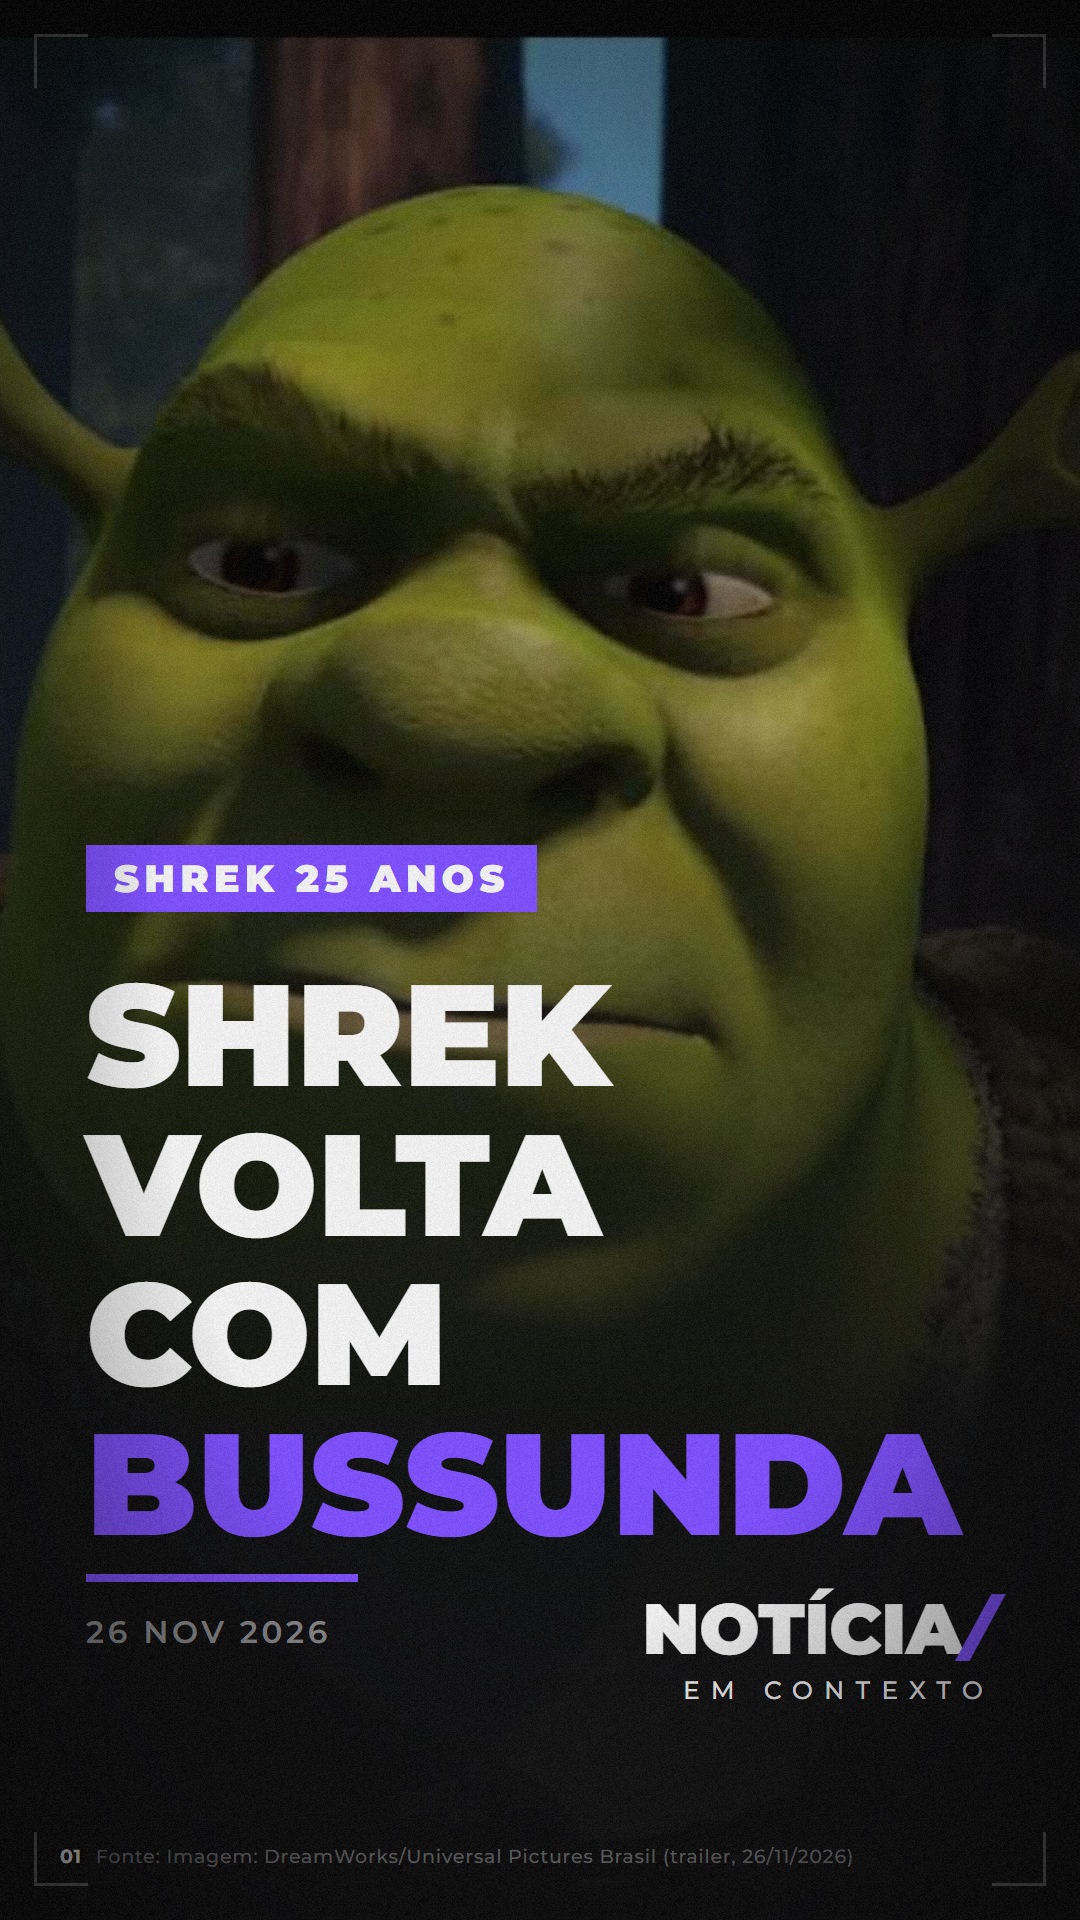 SHREK 25 ANOS
SHREK
VOLTA
COM
BUSSUNDA
26 NOV 2026
NOTÍCIA/
EM CONTEXTO
01 Fonte: Imagem: DreamWorks/Universal Pictures Brasil (trailer, 26/11/2026)